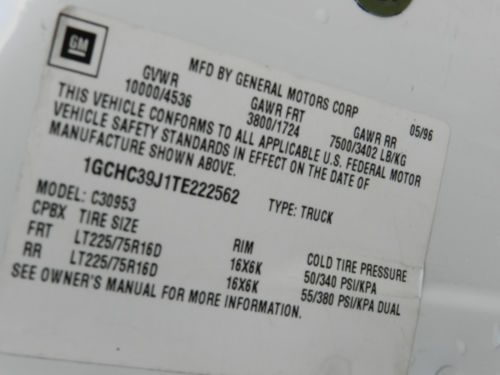 GM
MFD BY GENERAL MOTORS CORP 05/96
GVWR GAWR FRT GAWR RR
10000/4536 3800/1724 7500/3402 LB/KG
THIS VEHICLE CONFORMS TO ALL APPLICABLE U.S. FEDERAL MOTOR
VEHICLE SAFETY STANDARDS IN EFFECT ON THE DATE OF
MANUFACTURE SHOWN ABOVE.
1GCHC39J1TE222562 TYPE: TRUCK
MODEL: C30953
CPBX TIRE SIZE RIM COLD TIRE PRESSURE
FRT LT225/75R16D 16X6K 50/340 PSI/KPA
RR LT225/75R16D 16X6K 55/380 PSI/KPA DUAL
SEE OWNER'S MANUAL FOR MORE INFORMATION.